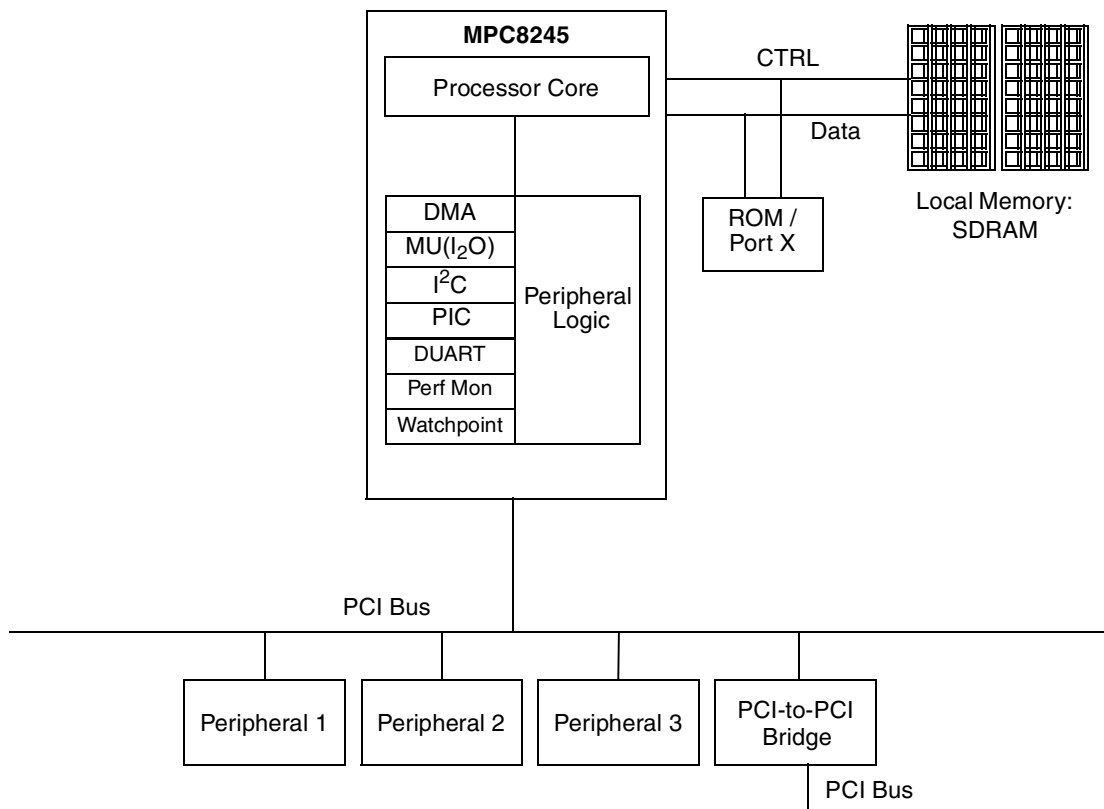 MPC8245
Processor Core
CTRL
Data
Local Memory:
SDRAM
ROM /
Port X
DMA
MU(I₂O)
I²C
PIC
DUART
Perf Mon
Watchpoint
Peripheral
Logic
PCI Bus
Peripheral 1
Peripheral 2
Peripheral 3
PCI-to-PCI
Bridge
PCI Bus